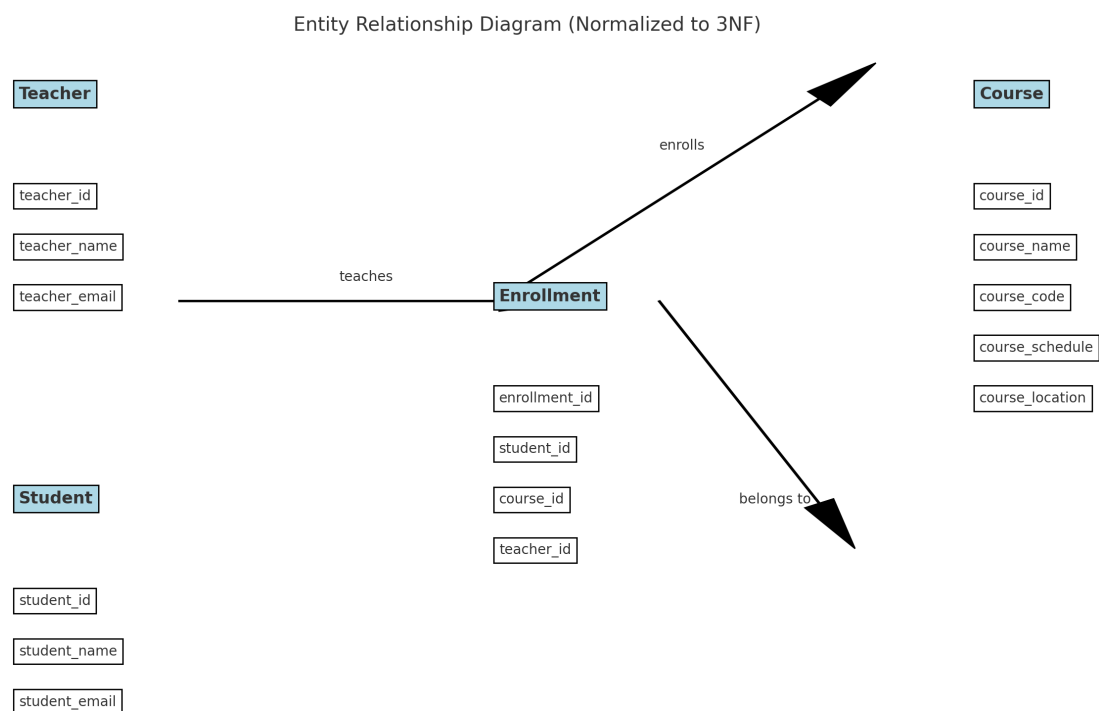 Entity Relationship Diagram (Normalized to 3NF)
Teacher
teacher_id
teacher_name
teacher_email
teaches
enrolls
Enrollment
enrollment_id
student_id
course_id
teacher_id
belongs to
Course
course_id
course_name
course_code
course_schedule
course_location
Student
student_id
student_name
student_email